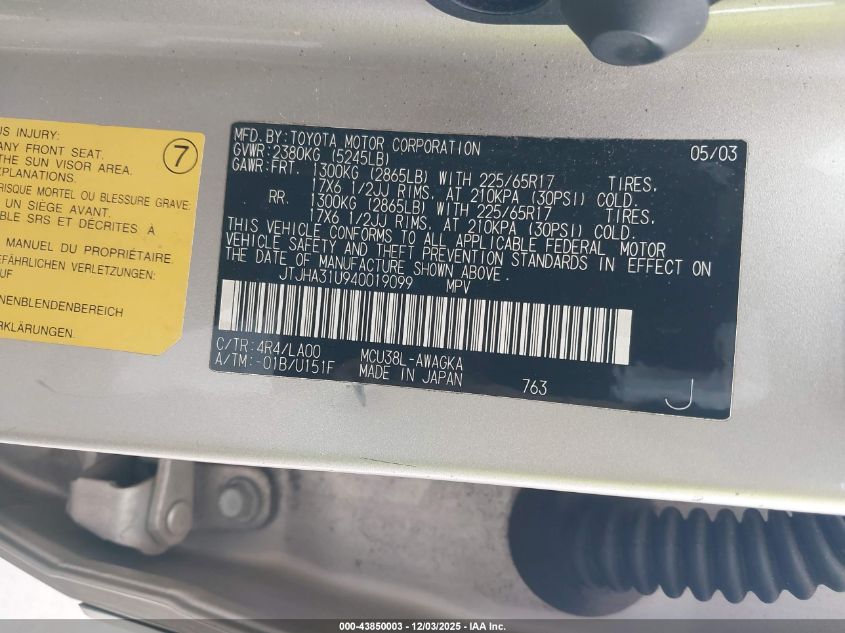 US INJURY:
ANY FRONT SEAT.
THE SUN VISOR AREA.
EXPLANATIONS.
RISQUE MORTEL OU BLESSURE GRAVE:
UN SIÈGE AVANT.
BLE SRS ET DÉCRITES À
MANUEL DU PROPRIÉTAIRE.
EFÄHRLICHEN VERLETZUNGEN:
UF
NENBLENDENBEREICH
ERKLÄRUNG.
7
MFD.BY:TOYOTA MOTOR CORPORATION 05/03
GVWR:2380KG (5245LB)
GAWR:FRT. 1300KG (2865LB) WITH 225/65R17 TIRES.
17X6 1/2JJ RIMS, AT 210KPA (30PSI) COLD.
RR. 1300KG (2865LB) WITH 225/65R17 TIRES.
17X6 1/2JJ RIMS, AT 210KPA (30PSI) COLD.
THIS VEHICLE CONFORMS TO ALL APPLICABLE FEDERAL MOTOR
VEHICLE SAFETY AND THEFT PREVENTION STANDARDS IN EFFECT ON
THE DATE OF MANUFACTURE SHOWN ABOVE.
JTJHA31U940019099 MPV
C/TR:4R4/LA00 MCU38L-AWAGKA
A/TM:-01B/U151F MADE IN JAPAN 763 J
000-43850003 - 12/03/2025 - IAA Inc.